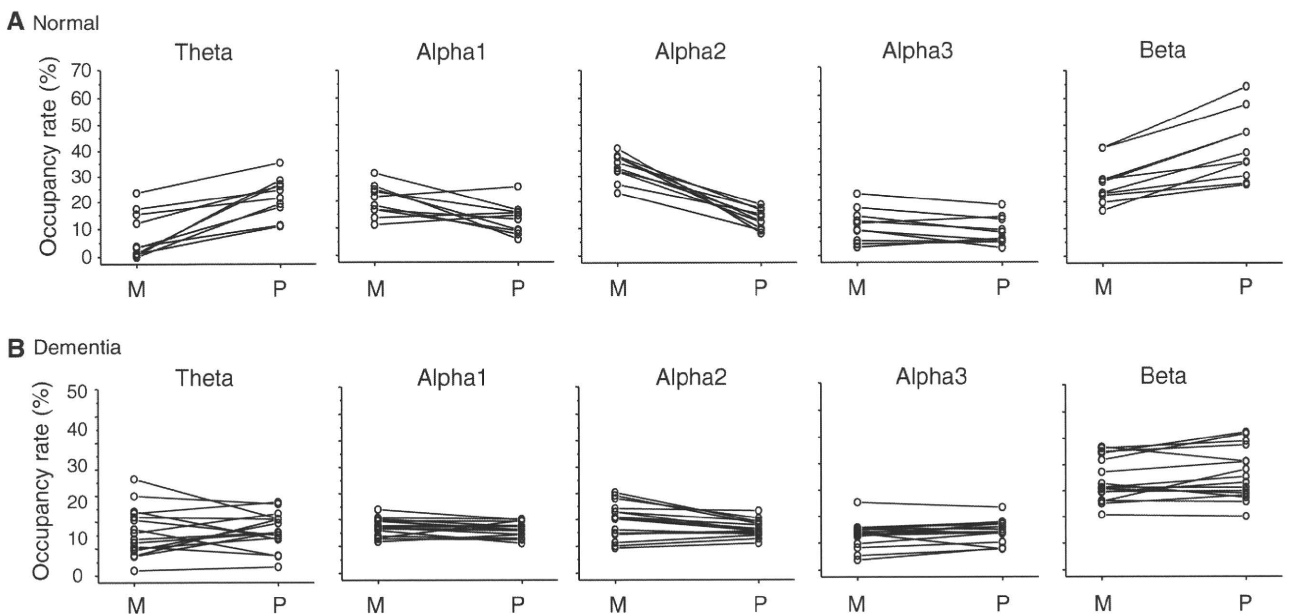 A Normal
Theta Alpha1 Alpha2 Alpha3 Beta
Occupancy rate (%)
70
60
50
40
30
20
10
0
M P M P M P M P M P
B Dementia
Theta Alpha1 Alpha2 Alpha3 Beta
Occupancy rate (%)
50
40
30
20
10
0
M P M P M P M P M P